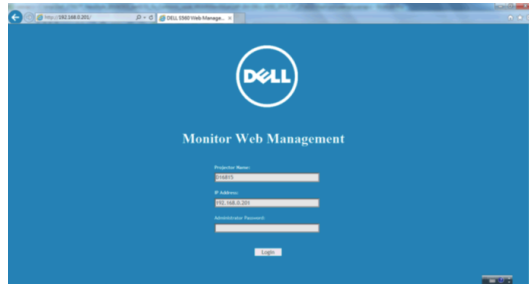 http://192.168.0.201/
DELL S560 Web Manage...
DELL
Monitor Web Management
Projector Name:
D16815
IP Address:
192.168.0.201
Administrator Password:
Login